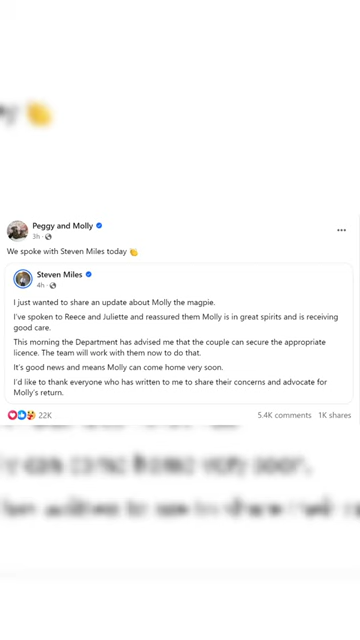 Peggy and Molly
3h ·
We spoke with Steven Miles today 👏
Steven Miles
4h ·
I just wanted to share an update about Molly the magpie.
I've spoken to Reece and Juliette and reassured them Molly is in great spirits and is receiving
good care.
This morning the Department has advised me that the couple can secure the appropriate
licence. The team will work with them now to do that.
It's good news and means Molly can come home very soon.
I'd like to thank everyone who has written to me to share their concerns and advocate for
Molly's return.
22K 5.4K comments 1K shares
can come home very soon.